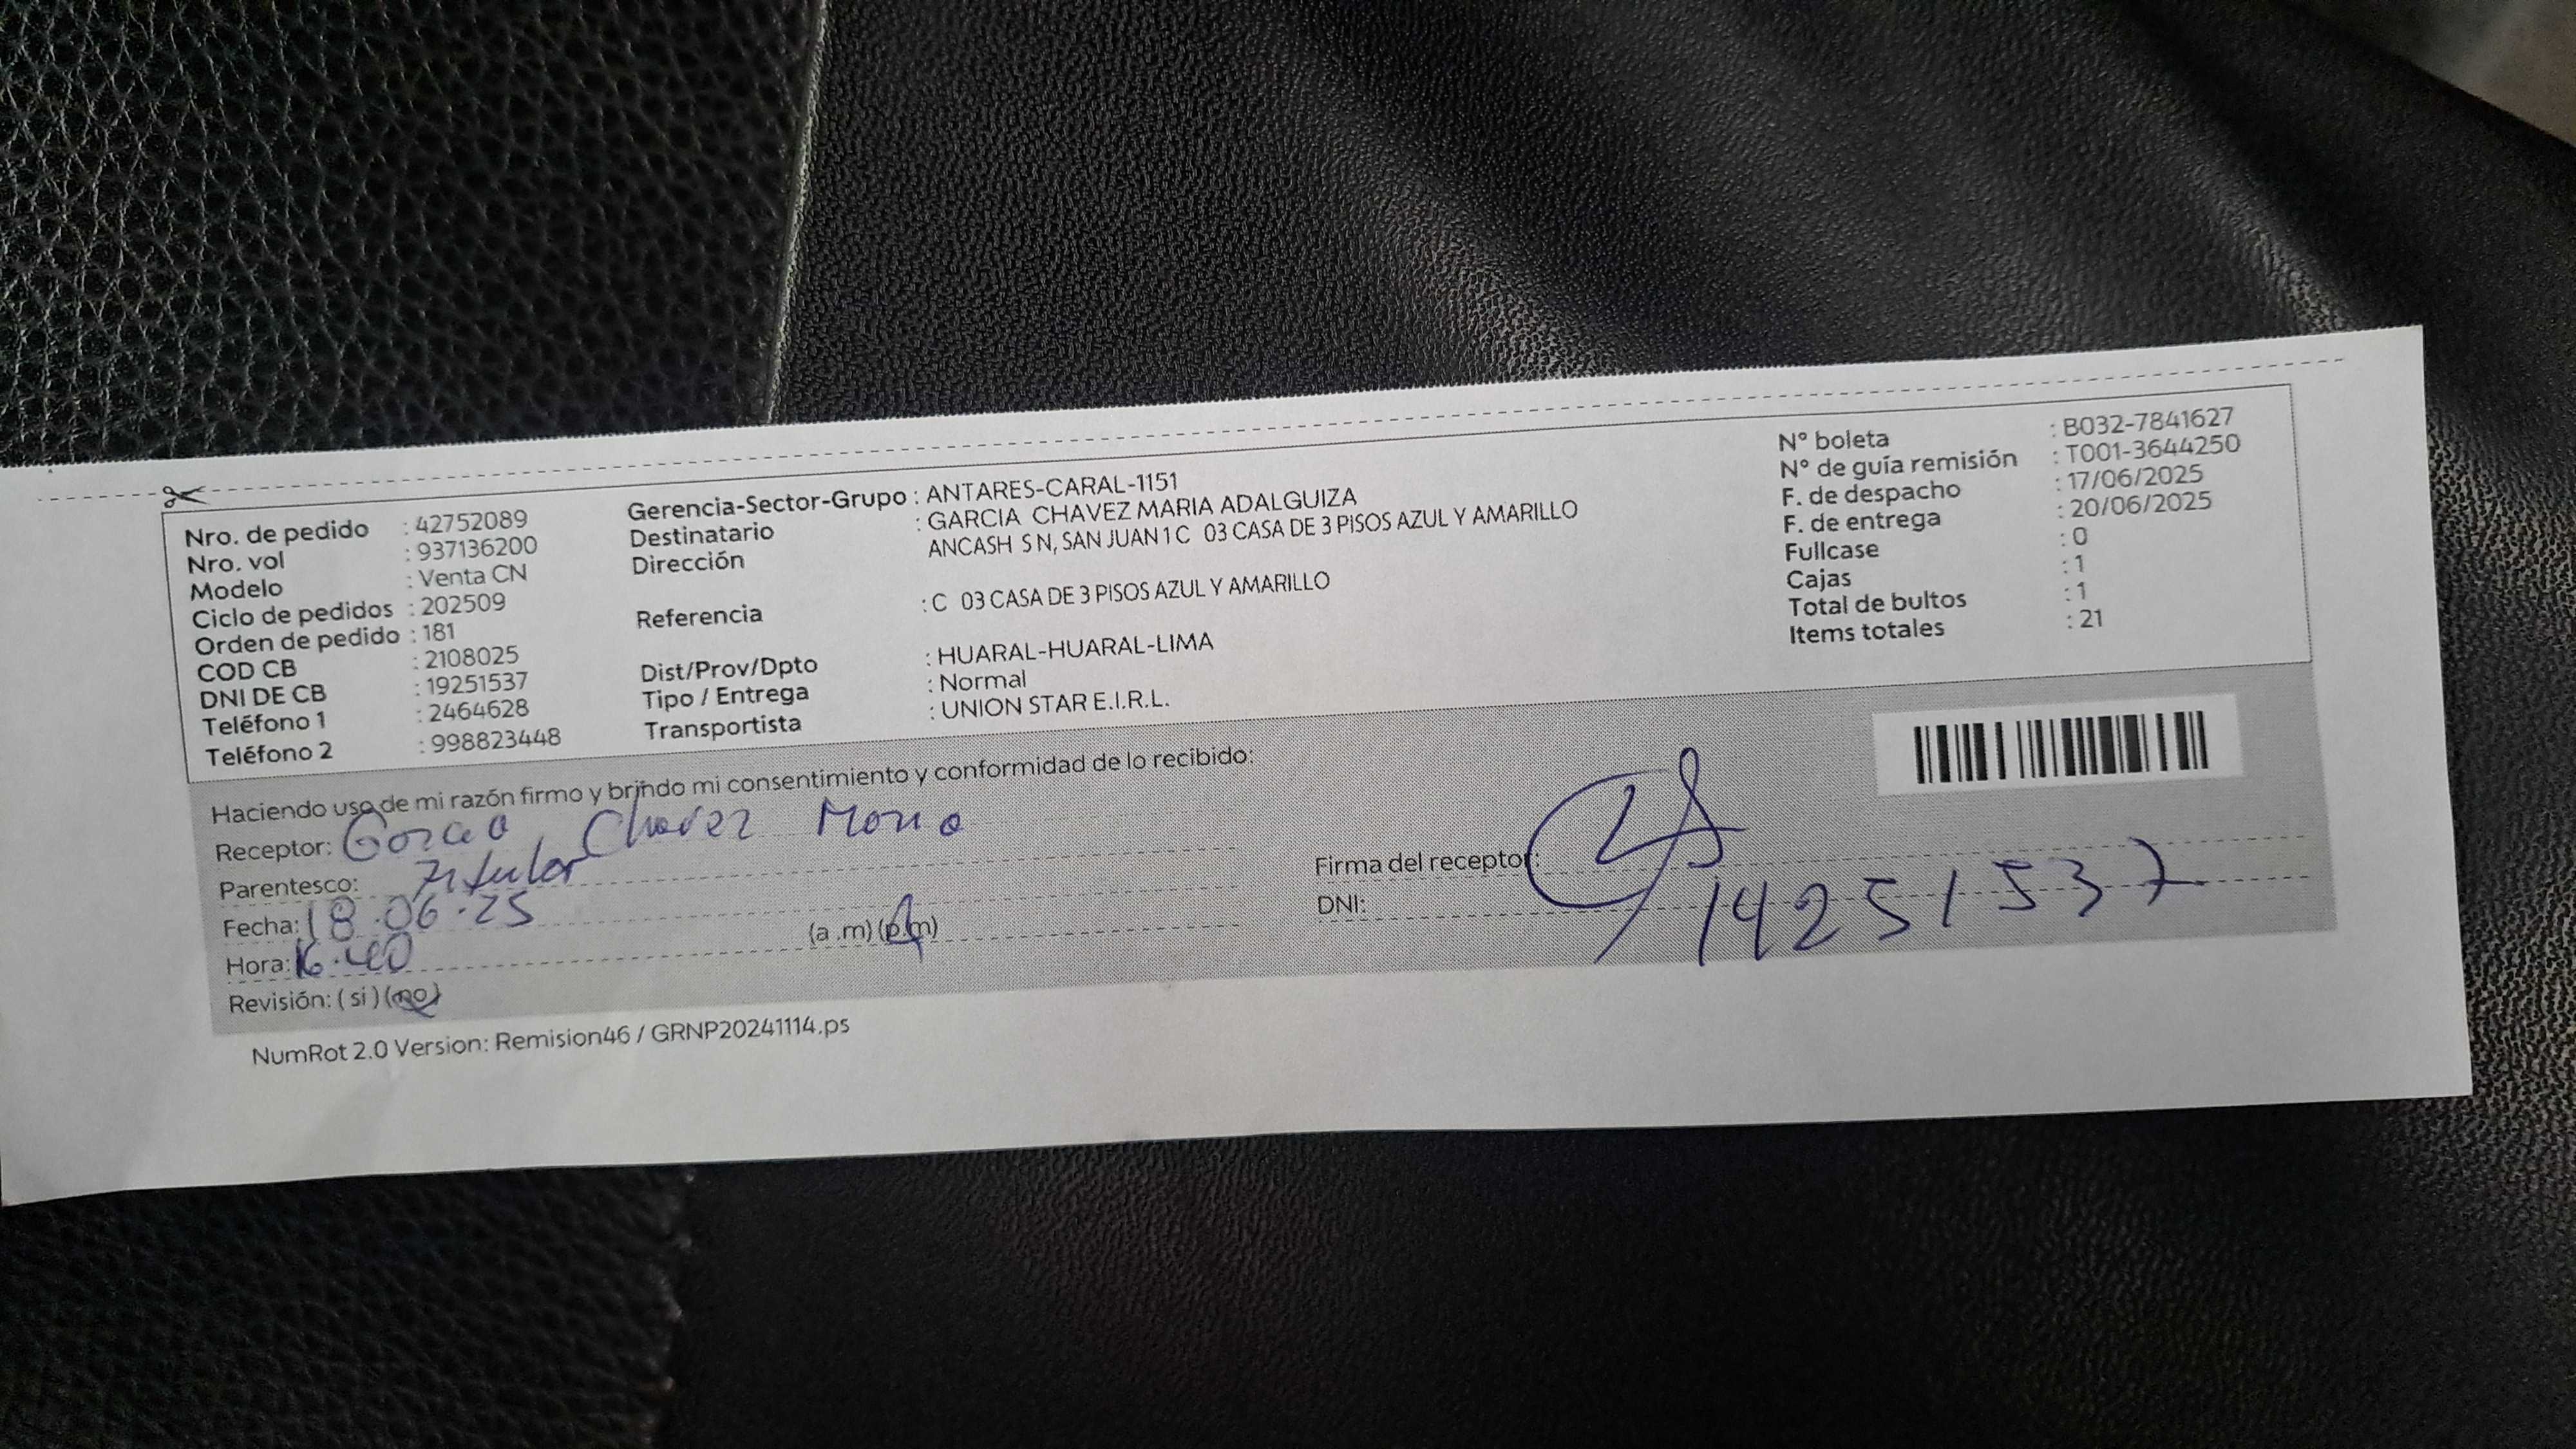 Nro. de pedido : 42752089
Nro. vol : 937136200
Modelo : Venta CN
Ciclo de pedidos : 202509
Orden de pedido : 181
COD CB : 2108025
DNI DE CB : 19251537
Teléfono 1 : 2464628
Teléfono 2 : 998823448
Gerencia-Sector-Grupo : ANTARES-CARAL-1151
Destinatario : GARCIA CHAVEZ MARIA ADALGUIZA
Dirección ANCASH S N, SAN JUAN 1 C 03 CASA DE 3 PISOS AZUL Y AMARILLO
Referencia : C 03 CASA DE 3 PISOS AZUL Y AMARILLO
Dist/Prov/Dpto : HUARAL-HUARAL-LIMA
Tipo / Entrega : Normal
Transportista : UNION STAR E.I.R.L.
N° boleta : B032-7841627
N° de guía remisión : T001-3644250
F. de despacho : 17/06/2025
F. de entrega : 20/06/2025
Fullcase : 0
Cajas : 1
Total de bultos : 1
Items totales : 21
Haciendo uso de mi razón firmo y brindo mi consentimiento y conformidad de lo recibido:
Receptor: Garcia Chavez Maria
Parentesco: Titular
Fecha: 18.06.25
Hora: 16.40 (a .m) (p.m)
Revisión: ( si ) (no)
Firma del receptor:
DNI: 14251537
NumRot 2.0 Version: Remision46 / GRNP20241114.ps